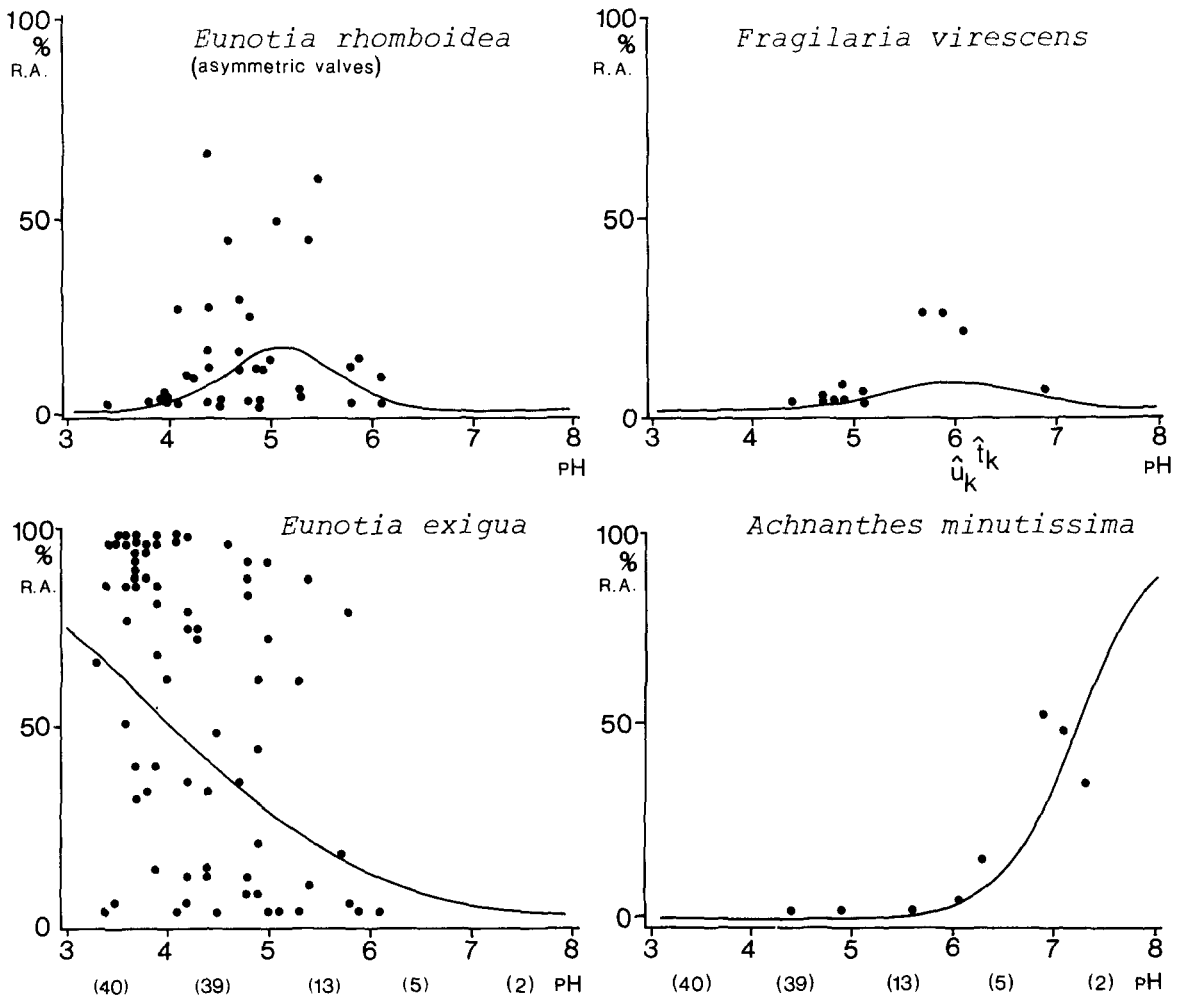 100
%
R.A.
Eunotia rhomboidea
(asymmetric valves)
50
0
3 4 5 6 7 8
pH
100
%
R.A.
Fragilaria virescens
50
0
3 4 5 6 7 8
û_k t̂_k
pH
100
%
R.A.
Eunotia exigua
50
0
3 4 5 6 7 8
(40) (39) (13) (5) (2) pH
100
%
R.A.
Achnanthes minutissima
50
0
3 4 5 6 7 8
(40) (39) (13) (5) (2) pH